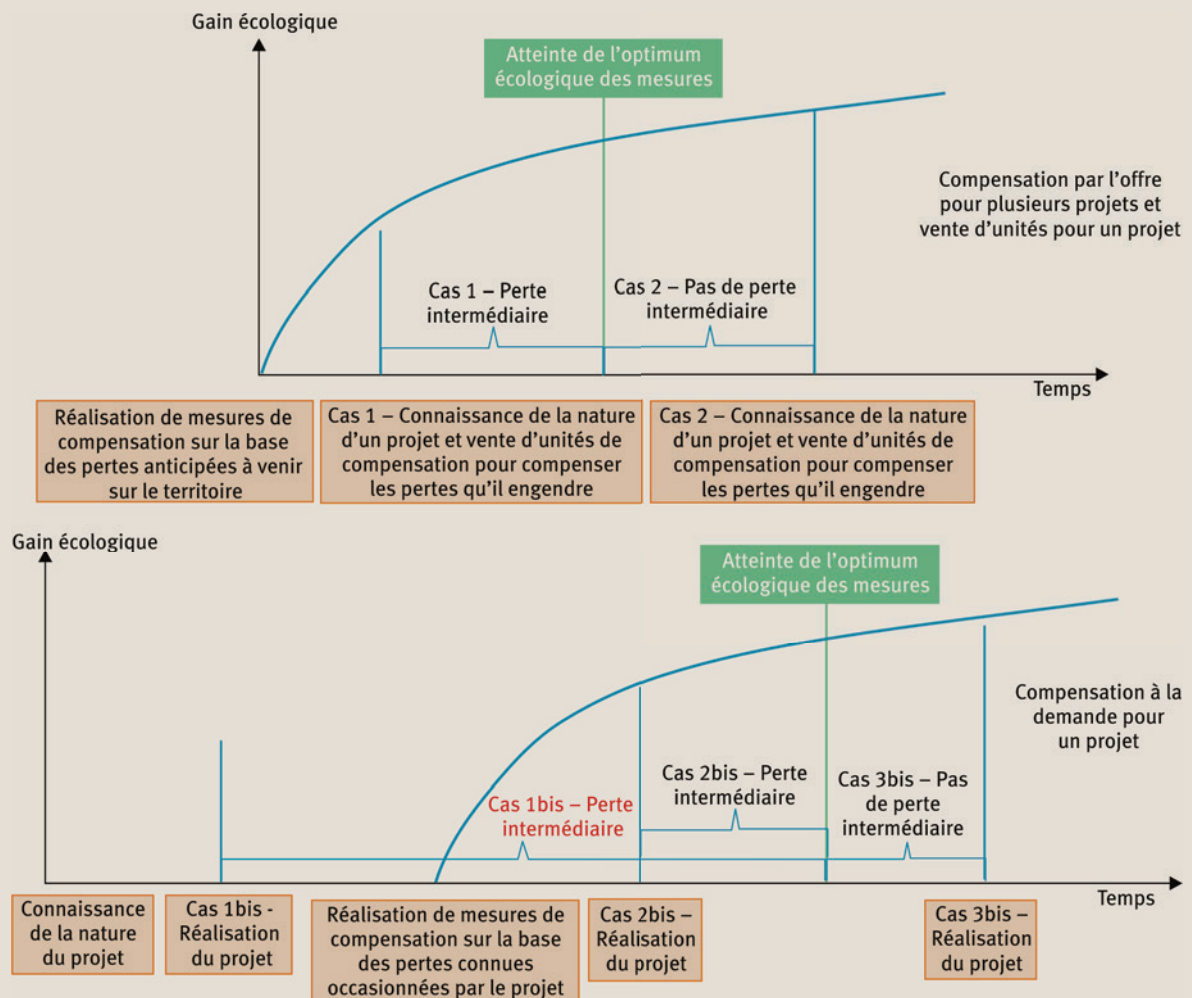 Gain écologique
Atteinte de l’optimum
écologique des mesures
Compensation par l’offre
pour plusieurs projets et
vente d’unités pour un projet
Cas 1 – Perte
intermédiaire
Cas 2 – Pas de perte
intermédiaire
Temps
Réalisation de mesures de
compensation sur la base
des pertes anticipées à venir
sur le territoire
Cas 1 – Connaissance de la nature
d’un projet et vente d’unités de
compensation pour compenser
les pertes qu’il engendre
Cas 2 – Connaissance de la nature
d’un projet et vente d’unités de
compensation pour compenser
les pertes qu’il engendre
Gain écologique
Atteinte de l’optimum
écologique des mesures
Compensation à la
demande pour
un projet
Cas 1bis – Perte
intermédiaire
Cas 2bis – Perte
intermédiaire
Cas 3bis – Pas
de perte
intermédiaire
Temps
Connaissance
de la nature
du projet
Cas 1bis -
Réalisation
du projet
Réalisation de mesures de
compensation sur la base
des pertes connues
occasionnées par le projet
Cas 2bis –
Réalisation
du projet
Cas 3bis –
Réalisation
du projet